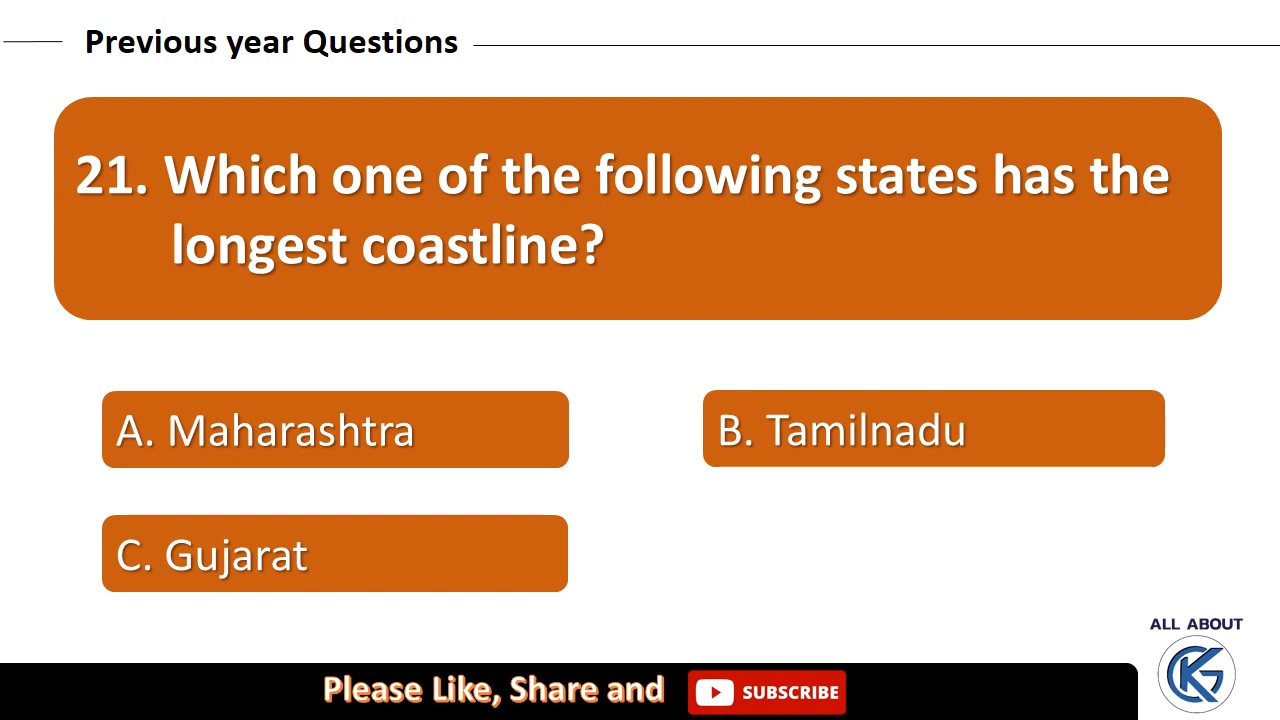 Previous year Questions
21. Which one of the following states has the
longest coastline?
A. Maharashtra
B. Tamilnadu
C. Gujarat
ALL ABOUT
KG
Please Like, Share and
SUBSCRIBE